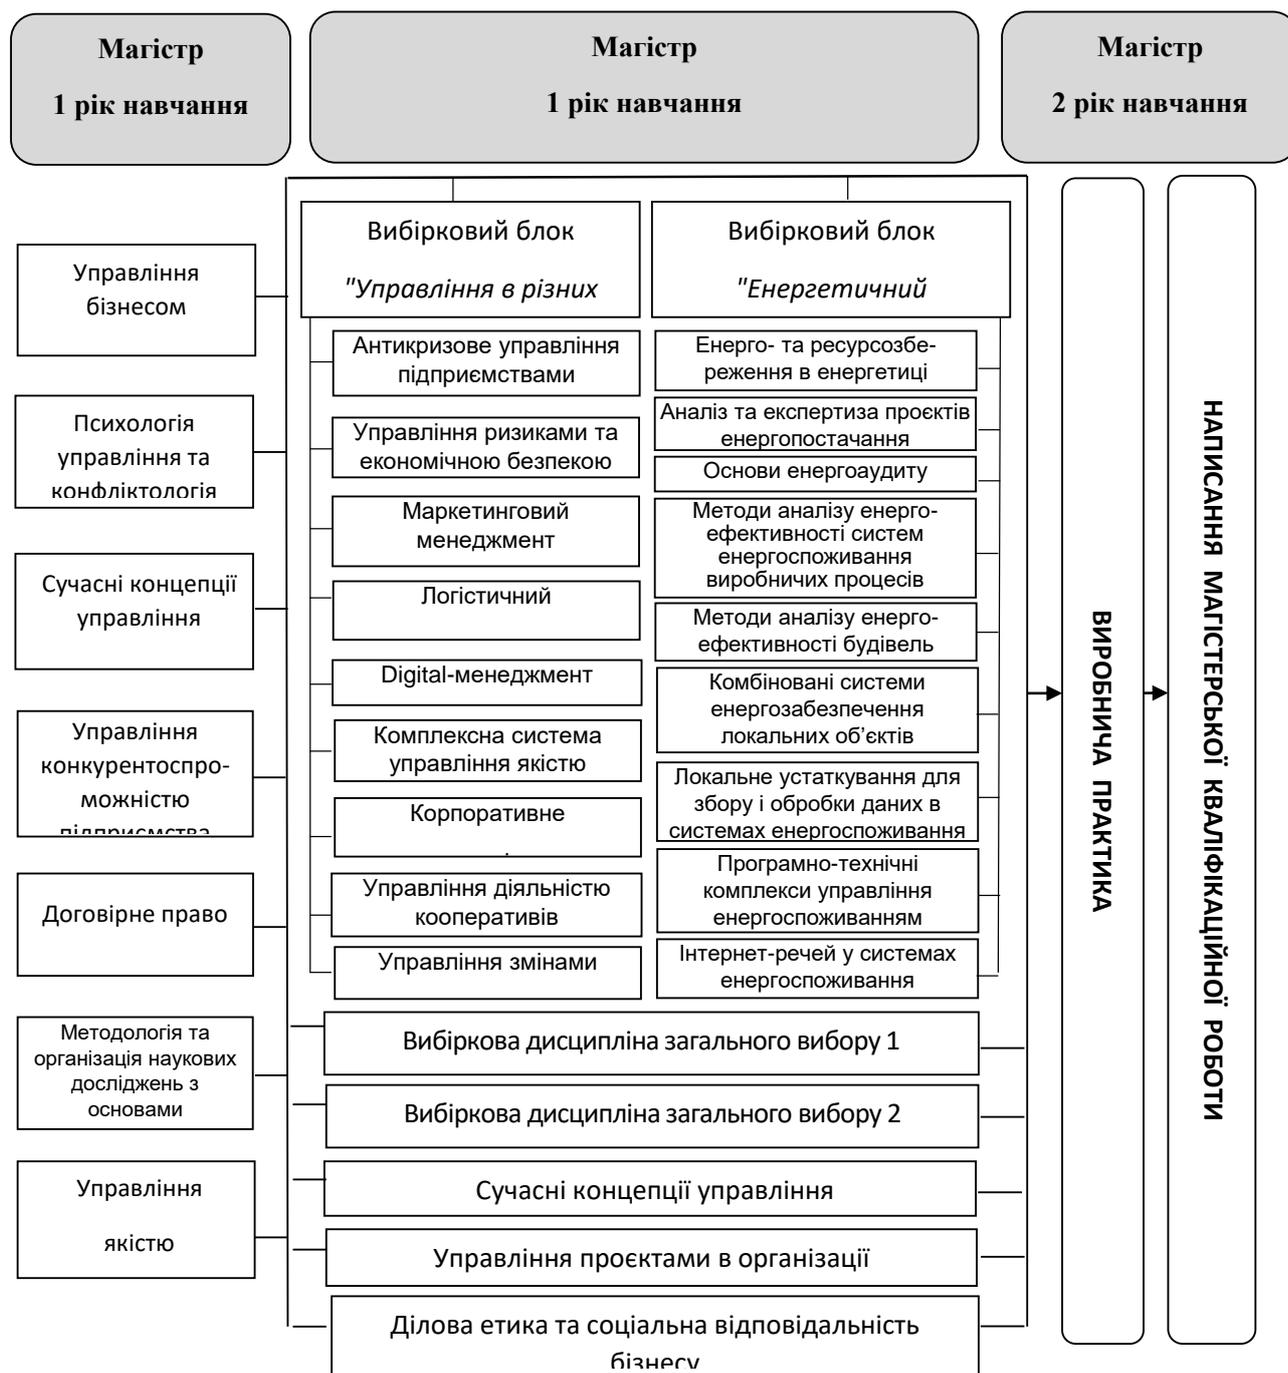 Магістр
1 рік навчання
Магістр
1 рік навчання
Магістр
2 рік навчання
Управління
бізнесом
Психологія
управління та
конфліктологія
Сучасні концепції
управління
Управління
конкурентоспро-
можністю
підприємства
Договірне право
Методологія та
організація наукових
досліджень з
основами
Управління
якістю
Вибірковий блок
"Управління в різних
Антикризове управління
підприємствами
Управління ризиками та
економічною безпекою
Маркетинговий
менеджмент
Логістичний
Digital-менеджмент
Комплексна система
управління якістю
Корпоративне
Управління діяльністю
кооперативів
Управління змінами
Вибірковий блок
"Енергетичний
Енерго- та ресурсозбе-
реження в енергетиці
Аналіз та експертиза проєктів
енергопостачання
Основи енергоаудиту
Методи аналізу енерго-
ефективності систем
енергоспоживання
виробничих процесів
Методи аналізу енерго-
ефективності будівель
Комбіновані системи
енергозабезпечення
локальних об’єктів
Локальне устаткування для
збору і обробки даних в
системах енергоспоживання
Програмно-технічні
комплекси управління
енергоспоживанням
Інтернет-речей у системах
енергоспоживання
Вибіркова дисципліна загального вибору 1
Вибіркова дисципліна загального вибору 2
Сучасні концепції управління
Управління проєктами в організації
Ділова етика та соціальна відповідальність
бізнесу
ВИРОБНИЧА ПРАКТИКА
НАПИСАННЯ МАГІСТЕРСЬКОЇ КВАЛІФІКАЦІЙНОЇ РОБОТИ